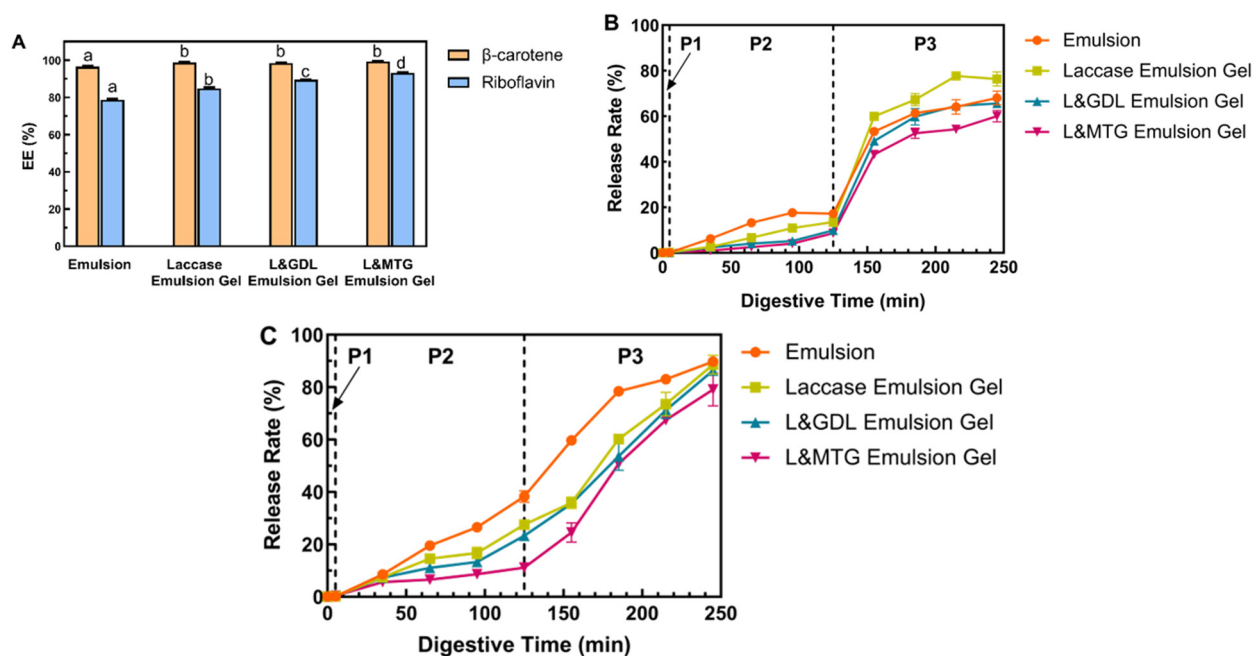 A
EE (%)
100
80
60
40
20
0
a
a
b
b
b
c
b
d
β-carotene
Riboflavin
Emulsion
Laccase
Emulsion Gel
L&GDL
Emulsion Gel
L&MTG
Emulsion Gel
B
Release Rate (%)
100
80
60
40
20
0
P1
P2
P3
0
50
100
150
200
250
Digestive Time (min)
Emulsion
Laccase Emulsion Gel
L&GDL Emulsion Gel
L&MTG Emulsion Gel
C
Release Rate (%)
100
80
60
40
20
0
P1
P2
P3
0
50
100
150
200
250
Digestive Time (min)
Emulsion
Laccase Emulsion Gel
L&GDL Emulsion Gel
L&MTG Emulsion Gel